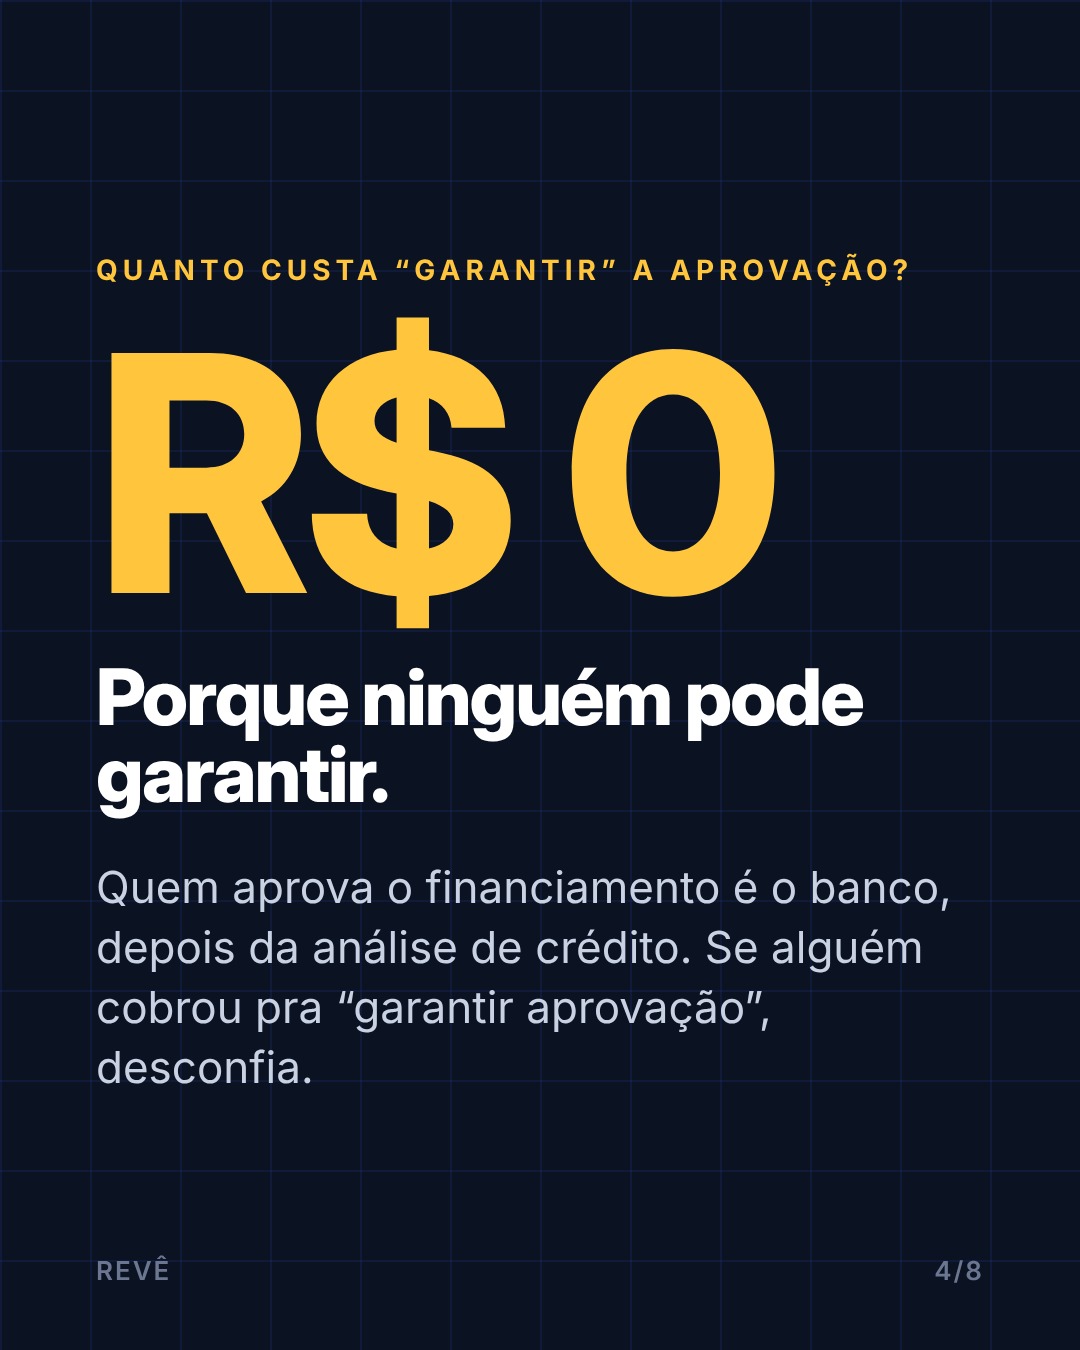 QUANTO CUSTA “GARANTIR” A APROVAÇÃO?
R$ 0
Porque ninguém pode
garantir.
Quem aprova o financiamento é o banco,
depois da análise de crédito. Se alguém
cobrou pra “garantir aprovação”,
desconfia.
REVÊ
4/8